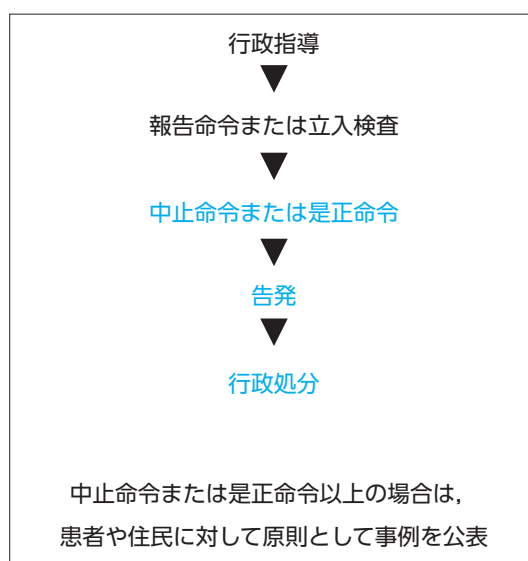 行政指導
▼
報告命令または立入検査
▼
中止命令または是正命令
▼
告発
▼
行政処分
中止命令または是正命令以上の場合は，
患者や住民に対して原則として事例を公表